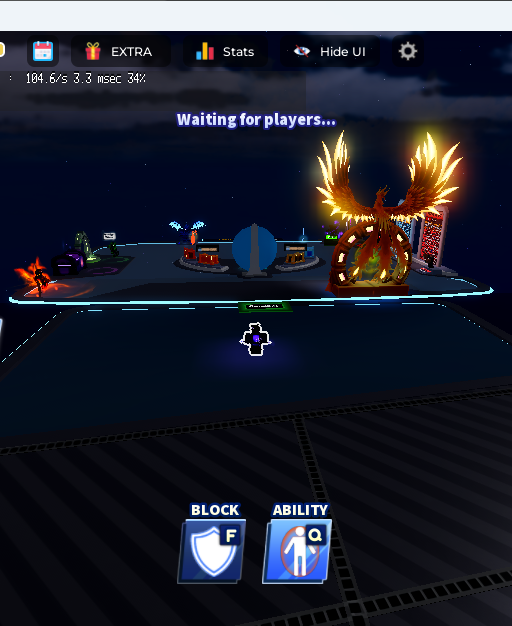 EXTRA
Stats
Hide UI
: 104.6/s 3.3 msec 34%
Waiting for players...
BLOCK
ABILITY
F
Q